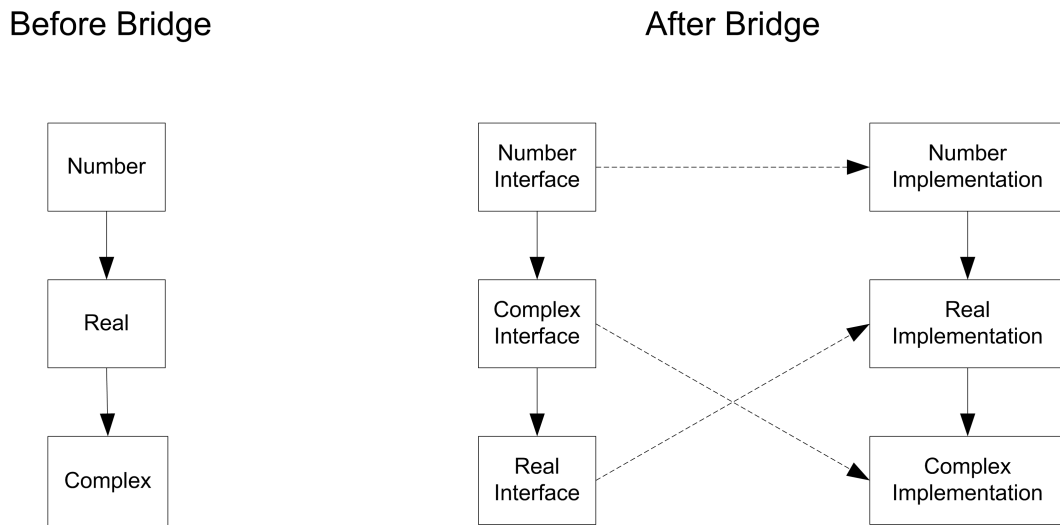 Before Bridge
After Bridge
Number
Real
Complex
Number
Interface
Number
Implementation
Complex
Interface
Real
Implementation
Real
Interface
Complex
Implementation